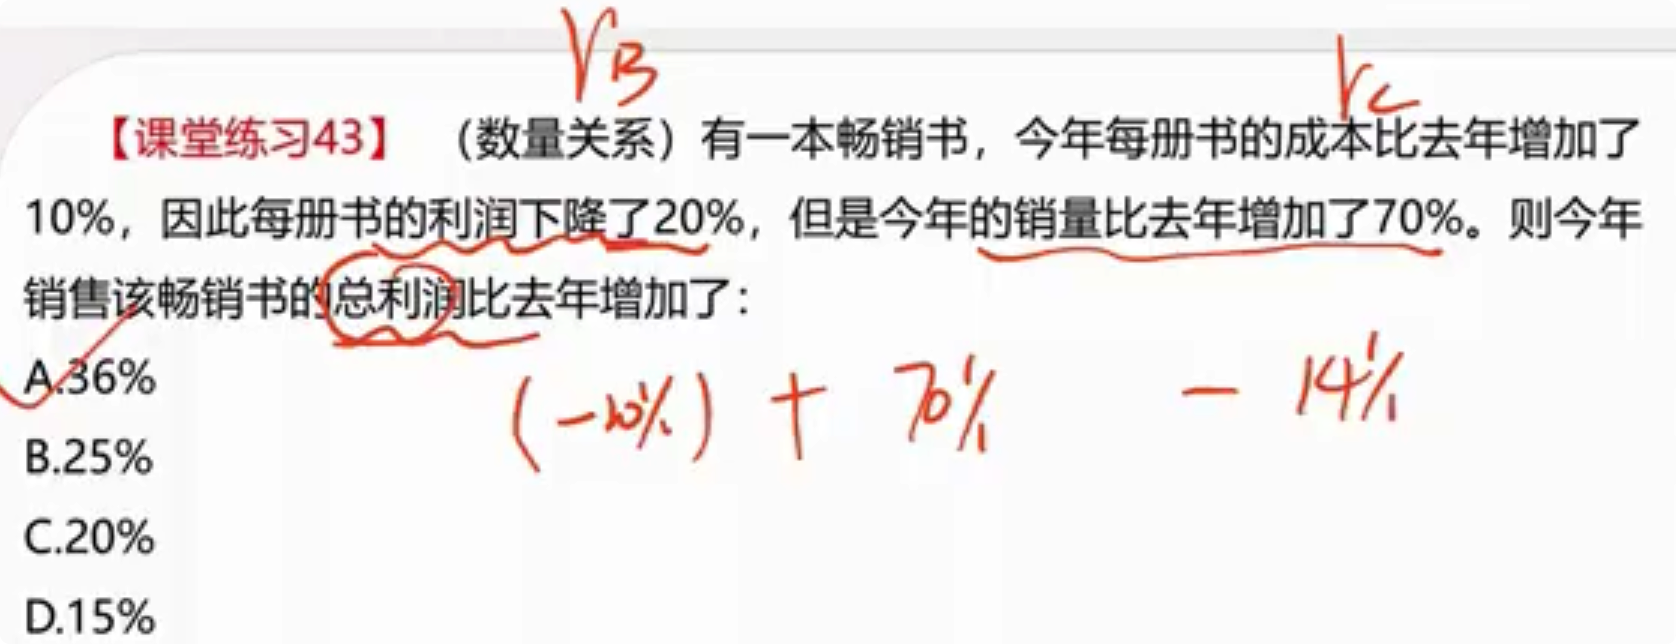 r_B
r_C
【课堂练习43】（数量关系）有一本畅销书，今年每册书的成本比去年增加了
10%，因此每册书的利润下降了20%，但是今年的销量比去年增加了70%。则今年
销售该畅销书的总利润比去年增加了：
A.36%
(-20%) + 70% - 14%
B.25%
C.20%
D.15%